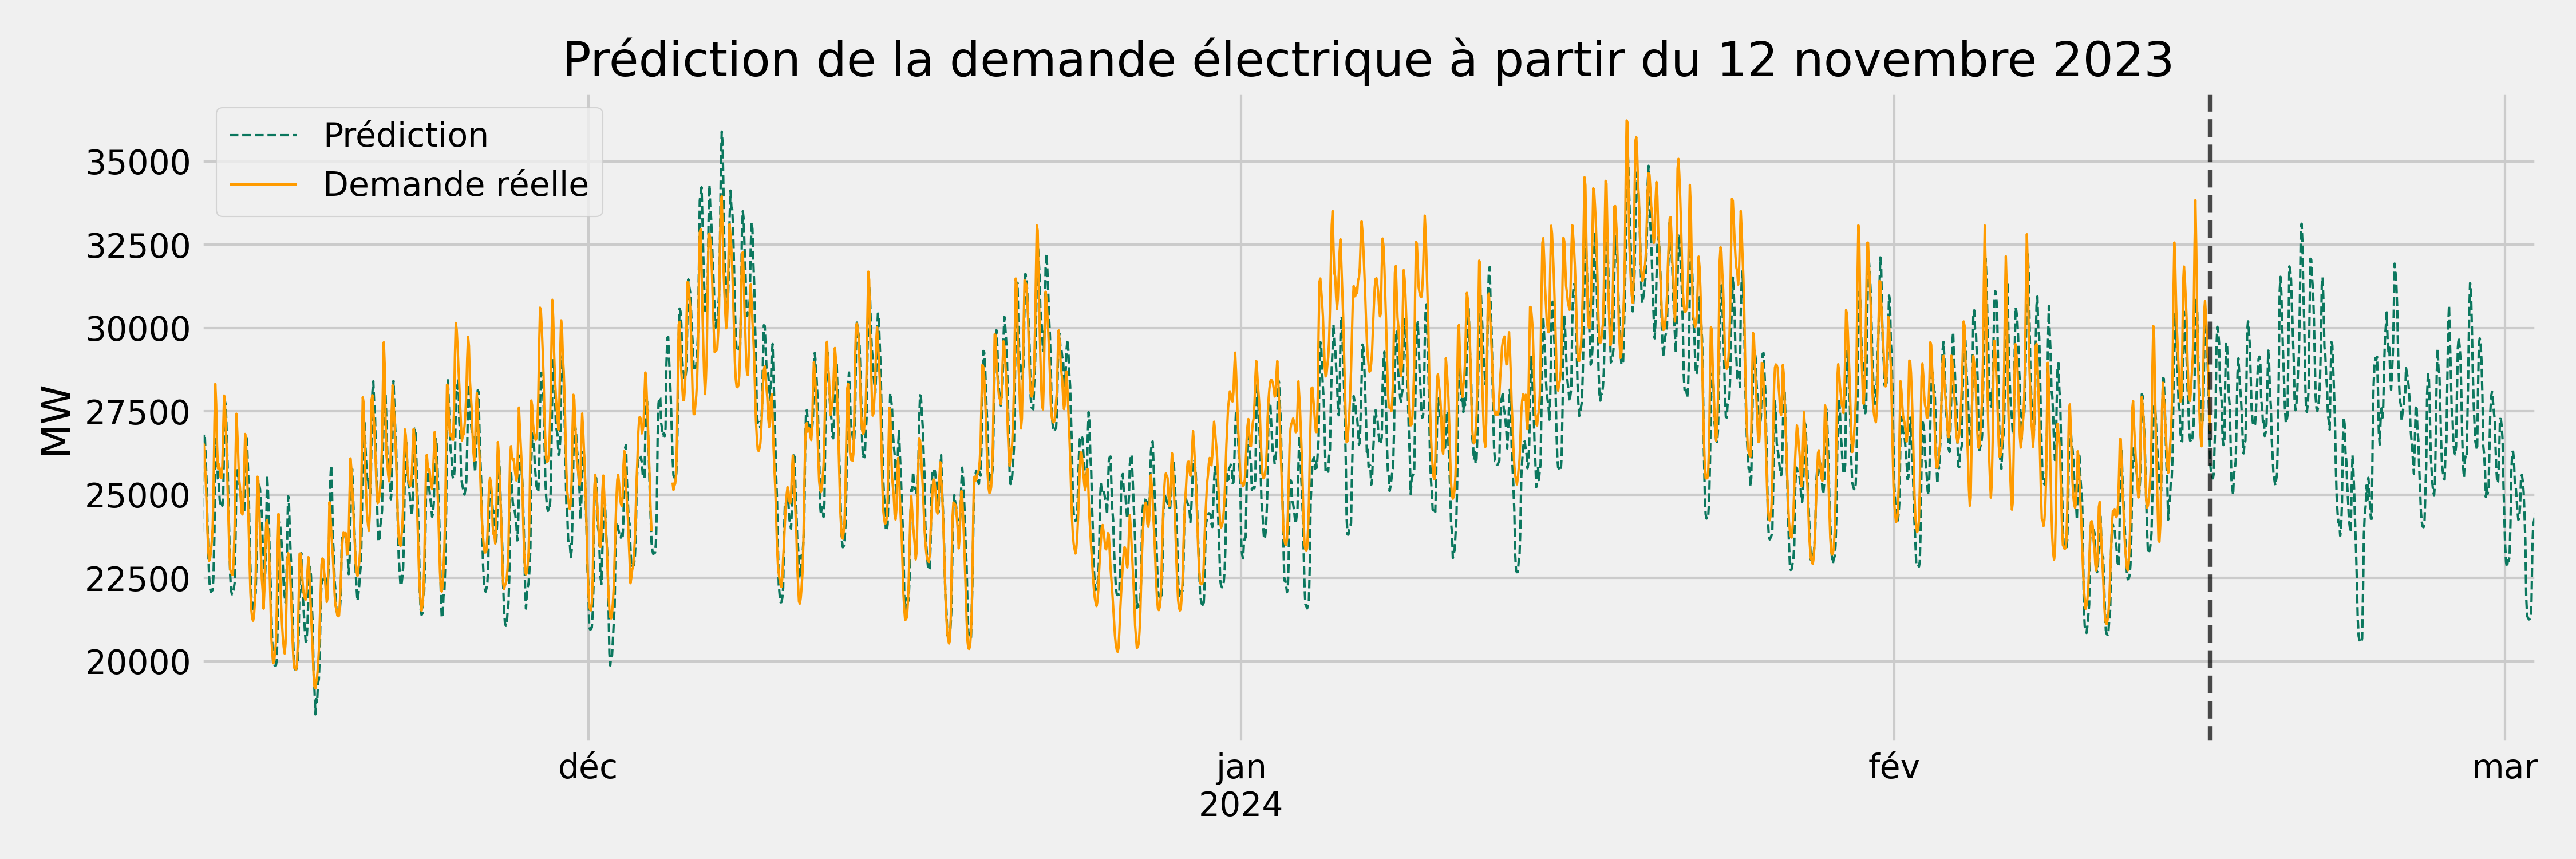 Prédiction de la demande électrique à partir du 12 novembre 2023
Prédiction
Demande réelle
MW
35000
32500
30000
27500
25000
22500
20000
déc
jan
2024
fév
mar